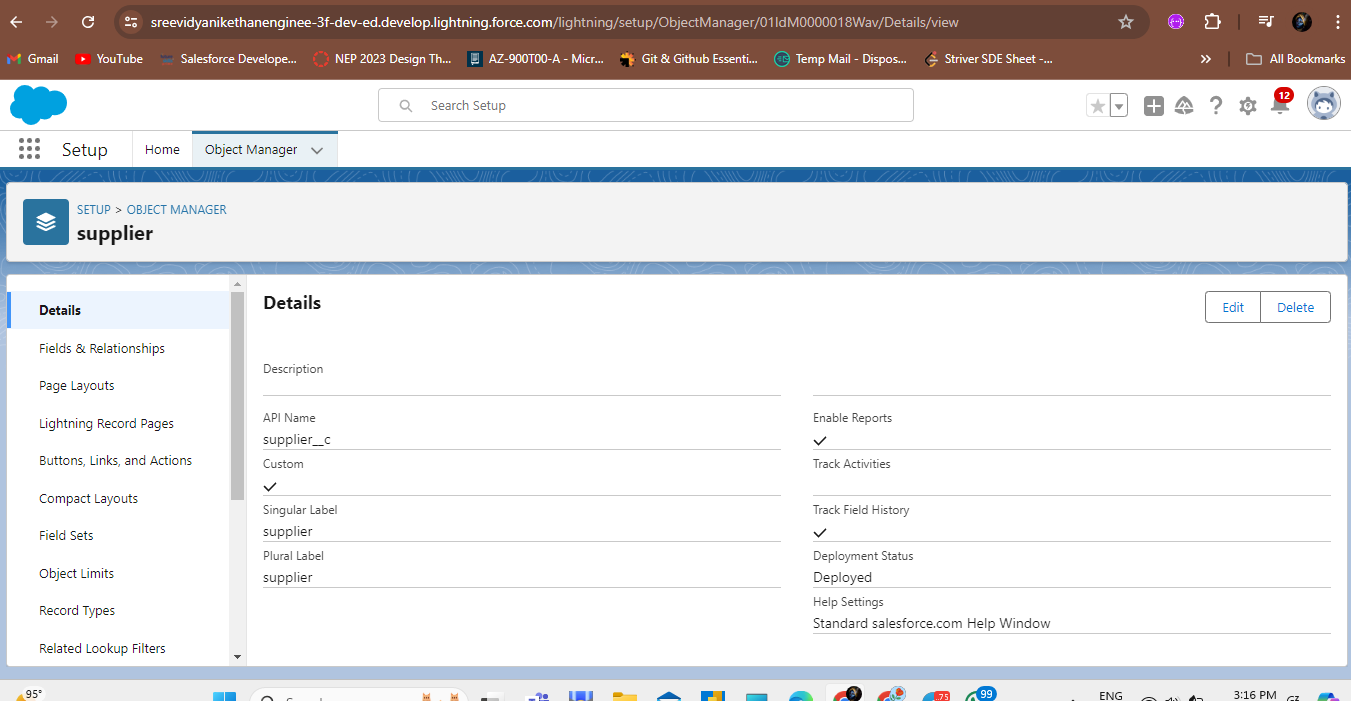 sreevidyanikethanenginee-3f-dev-ed.develop.lightning.force.com/lightning/setup/ObjectManager/01IdM0000018Wav/Details/view
Gmail YouTube Salesforce Develope... NEP 2023 Design Th... AZ-900T00-A - Micr... Git & Github Essenti... Temp Mail - Dispos... Striver SDE Sheet -... » All Bookmarks
Search Setup
12
Setup Home Object Manager
SETUP > OBJECT MANAGER
supplier
Details
Fields & Relationships
Page Layouts
Lightning Record Pages
Buttons, Links, and Actions
Compact Layouts
Field Sets
Object Limits
Record Types
Related Lookup Filters
Details
Edit Delete
Description
API Name
supplier__c
Custom
Singular Label
supplier
Plural Label
supplier
Enable Reports
Track Activities
Track Field History
Deployment Status
Deployed
Help Settings
Standard salesforce.com Help Window
95°
75
99
ENG
3:16 PM